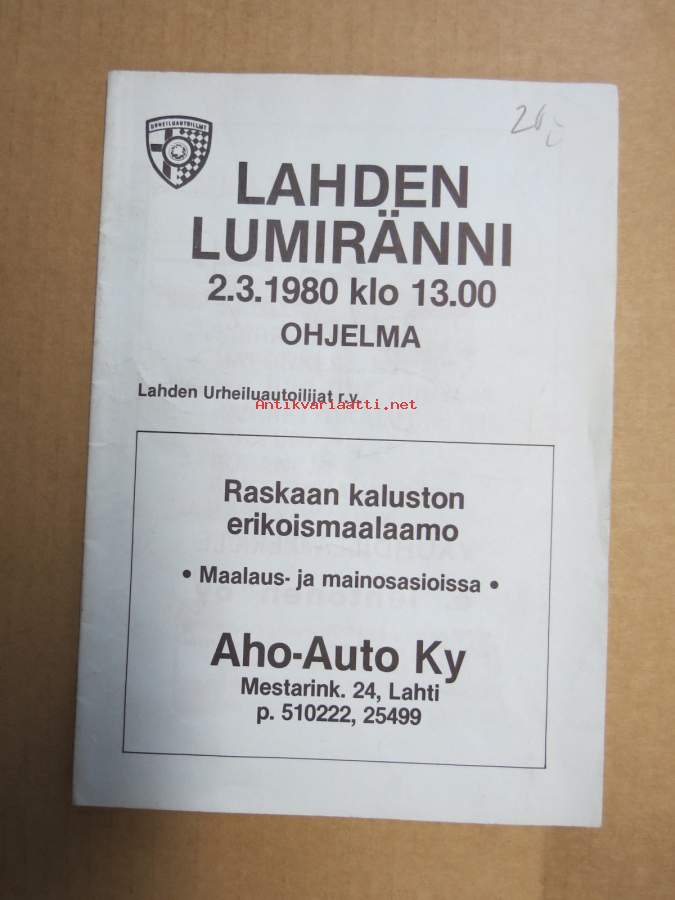 URHEILUAUTOILIJAT
20,-
LAHDEN
LUMIRÄNNI
2.3.1980 klo 13.00
OHJELMA
Lahden Urheiluautoilijat r.y.
Antikvariaatti.net
Raskaan kaluston
erikoismaalaamo
• Maalaus- ja mainosasioissa •
Aho-Auto Ky
Mestarink. 24, Lahti
p. 510222, 25499